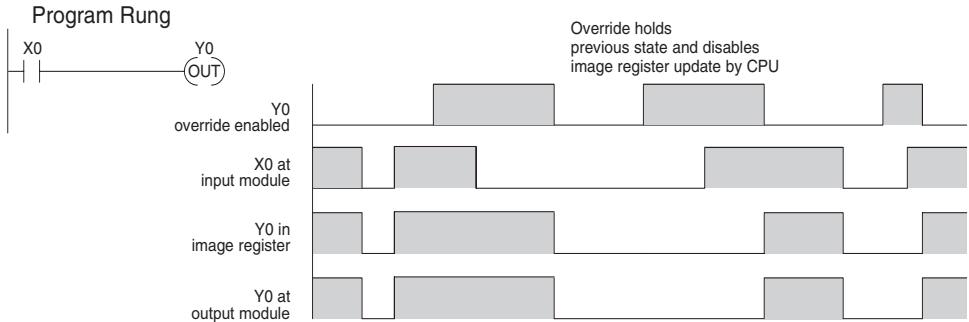 Program Rung
X0
Y0
OUT
Override holds
previous state and disables
image register update by CPU
Y0
override enabled
X0 at
input module
Y0 in
image register
Y0 at
output module